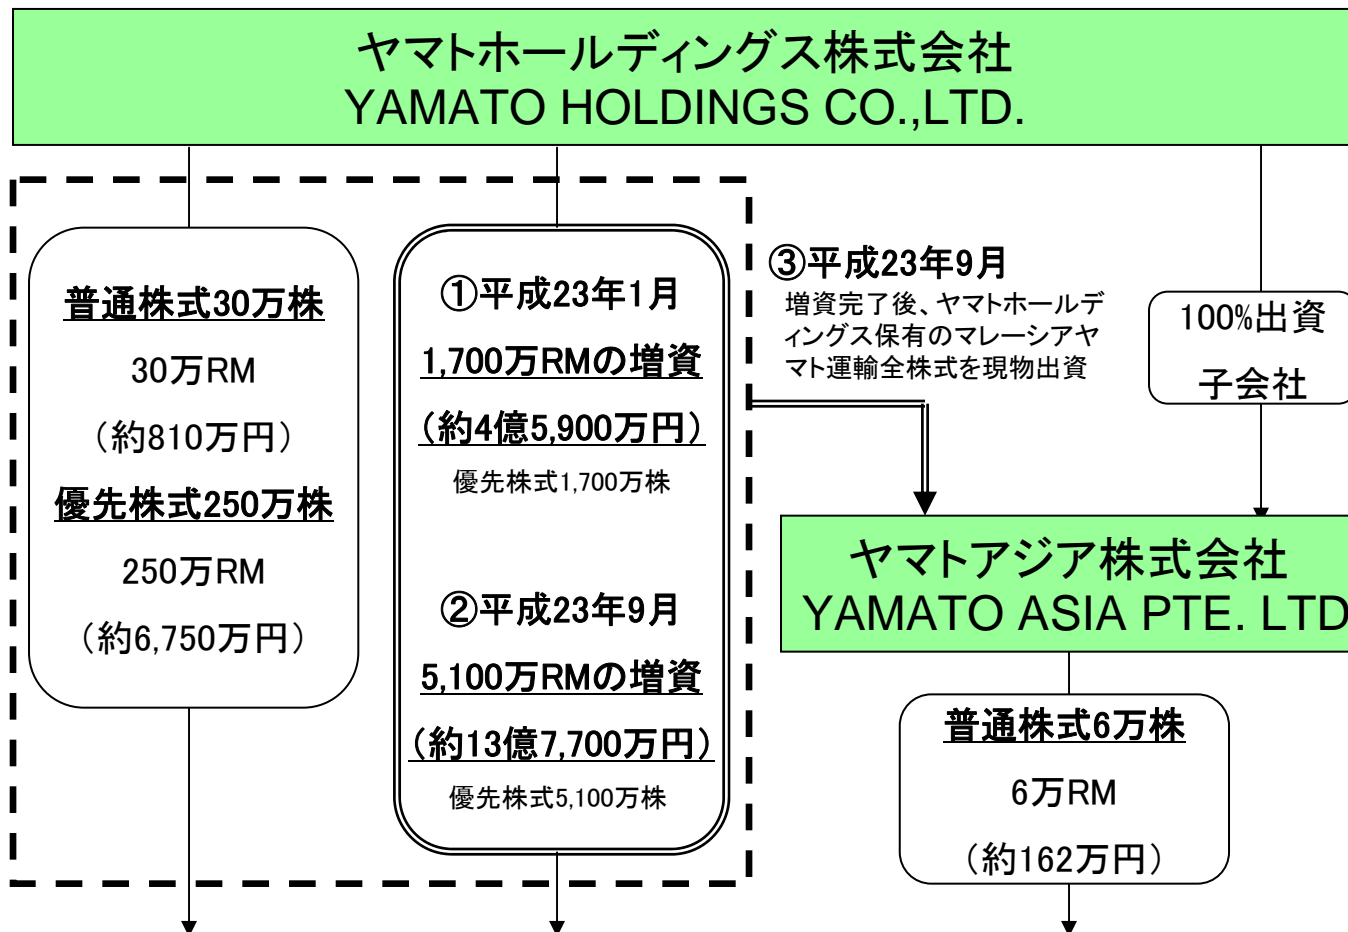 ヤマトホールディングス株式会社
YAMATO HOLDINGS CO.,LTD.
普通株式30万株
30万RM
（約810万円）
優先株式250万株
250万RM
（約6,750万円）
①平成23年1月
1,700万RMの増資
（約4億5,900万円）
優先株式1,700万株
②平成23年9月
5,100万RMの増資
（約13億7,700万円）
優先株式5,100万株
③平成23年9月
増資完了後、ヤマトホールデ
ィングス保有のマレーシアヤ
マト運輸全株式を現物出資
100%出資
子会社
ヤマトアジア株式会社
YAMATO ASIA PTE. LTD
普通株式6万株
6万RM
（約162万円）